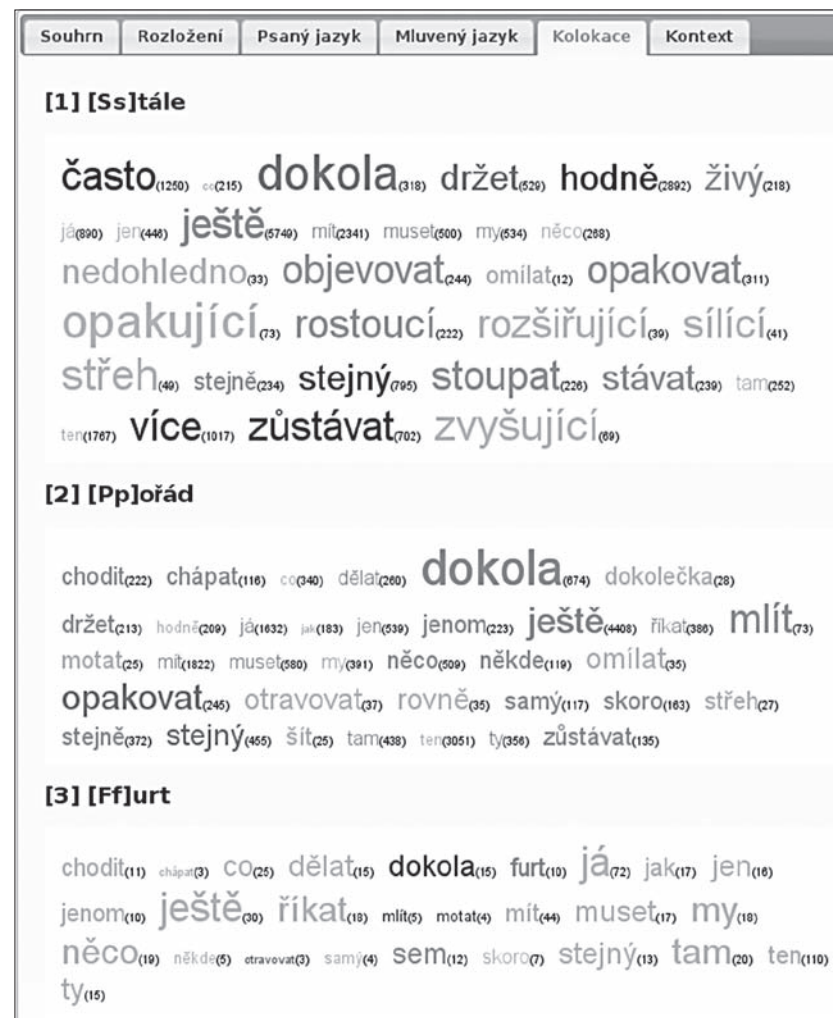 Souhrn Rozložení Psaný jazyk Mluvený jazyk Kolokace Kontext
[1] [Ss]tále
často(1250) co(215) dokola(318) držet(529) hodně(2892) živý(218)
já(890) jen(446) ještě(5749) mít(2341) muset(500) my(534) něco(268)
nedohledno(33) objevovat(244) omílat(12) opakovat(311)
opakující(73) rostoucí(222) rozšiřující(39) sílící(41)
střeh(49) stejně(234) stejný(795) stoupat(226) stávat(239) tam(252)
ten(1767) více(1017) zůstávat(702) zvyšující(69)
[2] [Pp]ořád
chodit(222) chápat(116) co(340) dělat(260) dokola(674) dokolečka(28)
držet(213) hodně(209) já(1632) jak(183) jen(539) jenom(223) ještě(4408) říkat(386) mlít(73)
motat(25) mít(1822) muset(580) my(391) něco(509) někde(119) omílat(35)
opakovat(245) otravovat(37) rovně(35) samý(117) skoro(163) střeh(27)
stejně(372) stejný(455) šít(25) tam(438) ten(3051) ty(356) zůstávat(135)
[3] [Ff]urt
chodit(11) chápat(3) co(25) dělat(15) dokola(15) furt(10) já(72) jak(17) jen(16)
jenom(10) ještě(30) říkat(18) mlít(5) motat(4) mít(44) muset(17) my(18)
něco(19) někde(5) otravovat(3) samý(4) sem(12) skoro(7) stejný(13) tam(20) ten(110)
ty(15)